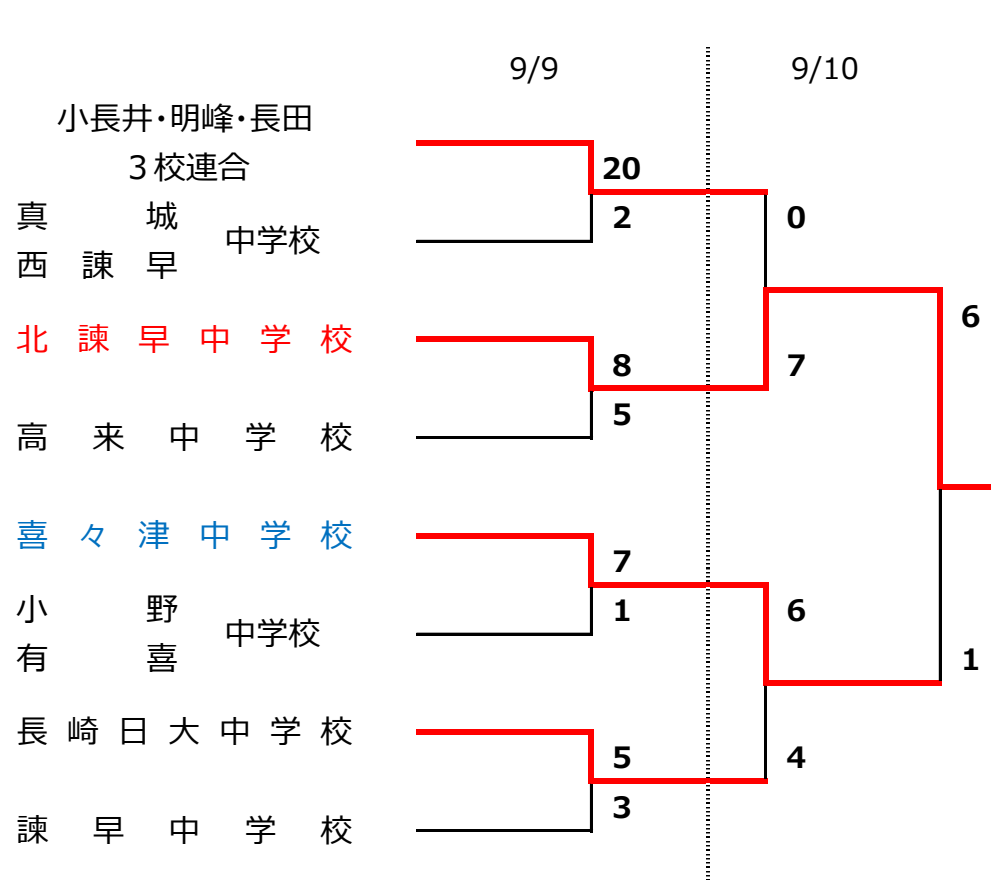 9/9 9/10
小長井・明峰・長田
３校連合
20
2
0
真城
西諫早
中学校
6
北諫早中学校
8
7
5
高来中学校
喜々津中学校
7
1
6
小野
有喜
中学校
1
長崎日大中学校
5
4
3
諫早中学校